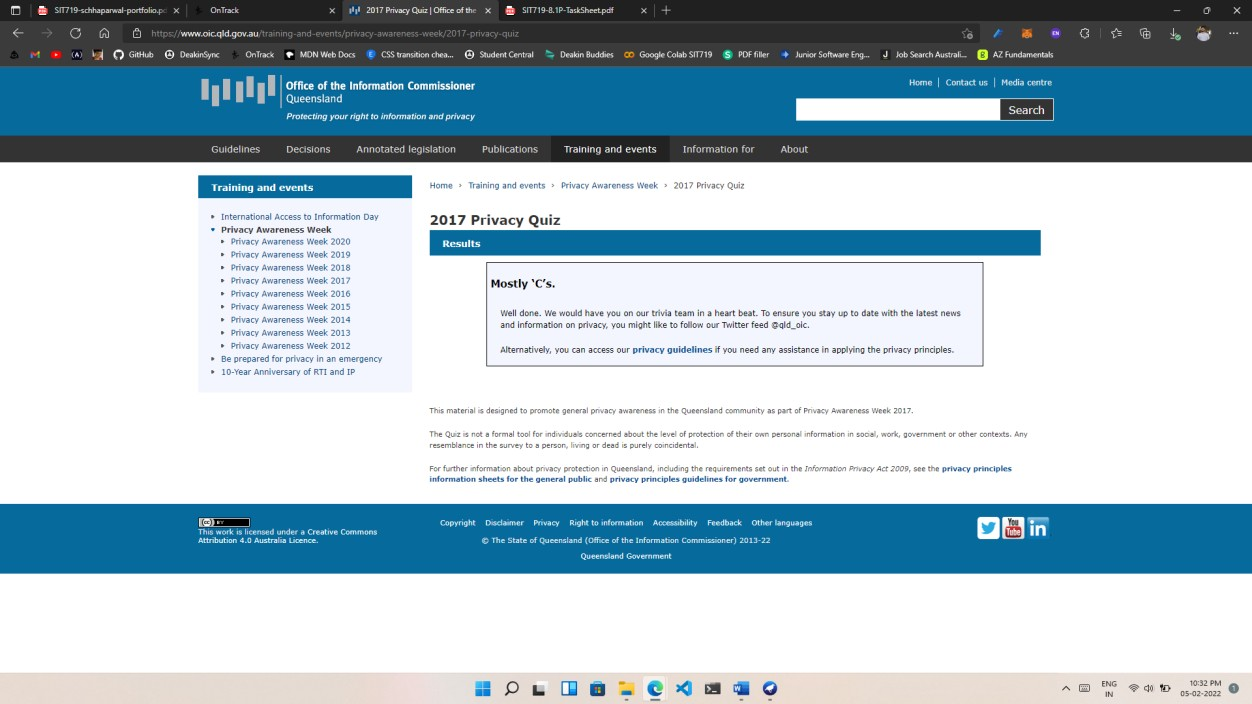 SIT719-schhaparwal-portfolio.pd
OnTrack
2017 Privacy Quiz | Office of the
SIT719-8.1P-TaskSheet.pdf
https://www.oic.qld.gov.au/training-and-events/privacy-awareness-week/2017-privacy-quiz
GitHub
DeakinSync
OnTrack
MDN Web Docs
CSS transition chea...
Student Central
Deakin Buddies
Google Colab SIT719
PDF filler
Junior Software Eng...
Job Search Australi...
AZ Fundamentals
Office of the Information Commissioner
Queensland
Protecting your right to information and privacy
Home
Contact us
Media centre
Search
Guidelines
Decisions
Annotated legislation
Publications
Training and events
Information for
About
Training and events
International Access to Information Day
Privacy Awareness Week
Privacy Awareness Week 2020
Privacy Awareness Week 2019
Privacy Awareness Week 2018
Privacy Awareness Week 2017
Privacy Awareness Week 2016
Privacy Awareness Week 2015
Privacy Awareness Week 2014
Privacy Awareness Week 2013
Privacy Awareness Week 2012
Be prepared for privacy in an emergency
10-Year Anniversary of RTI and IP
Home › Training and events › Privacy Awareness Week › 2017 Privacy Quiz
2017 Privacy Quiz
Results
Mostly ‘C’s.
Well done. We would have you on our trivia team in a heart beat. To ensure you stay up to date with the latest news
and information on privacy, you might like to follow our Twitter feed @qld_oic.
Alternatively, you can access our privacy guidelines if you need any assistance in applying the privacy principles.
This material is designed to promote general privacy awareness in the Queensland community as part of Privacy Awareness Week 2017.
The Quiz is not a formal tool for individuals concerned about the level of protection of their own personal information in social, work, government or other contexts. Any
resemblance in the survey to a person, living or dead is purely coincidental.
For further information about privacy protection in Queensland, including the requirements set out in the Information Privacy Act 2009, see the privacy principles
information sheets for the general public and privacy principles guidelines for government.
(cc) BY
This work is licensed under a Creative Commons
Attribution 4.0 Australia Licence.
Copyright
Disclaimer
Privacy
Right to information
Accessibility
Feedback
Other languages
© The State of Queensland (Office of the Information Commissioner) 2013-22
Queensland Government
You
Tube
in
ENG
IN
10:32 PM
05-02-2022
1